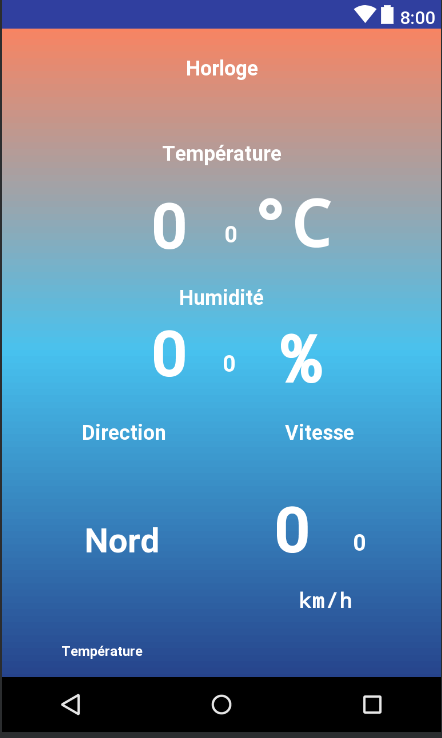 8:00
Horloge
Température
0 0 °C
Humidité
0 0 %
Direction Vitesse
Nord 0 0
km/h
Température